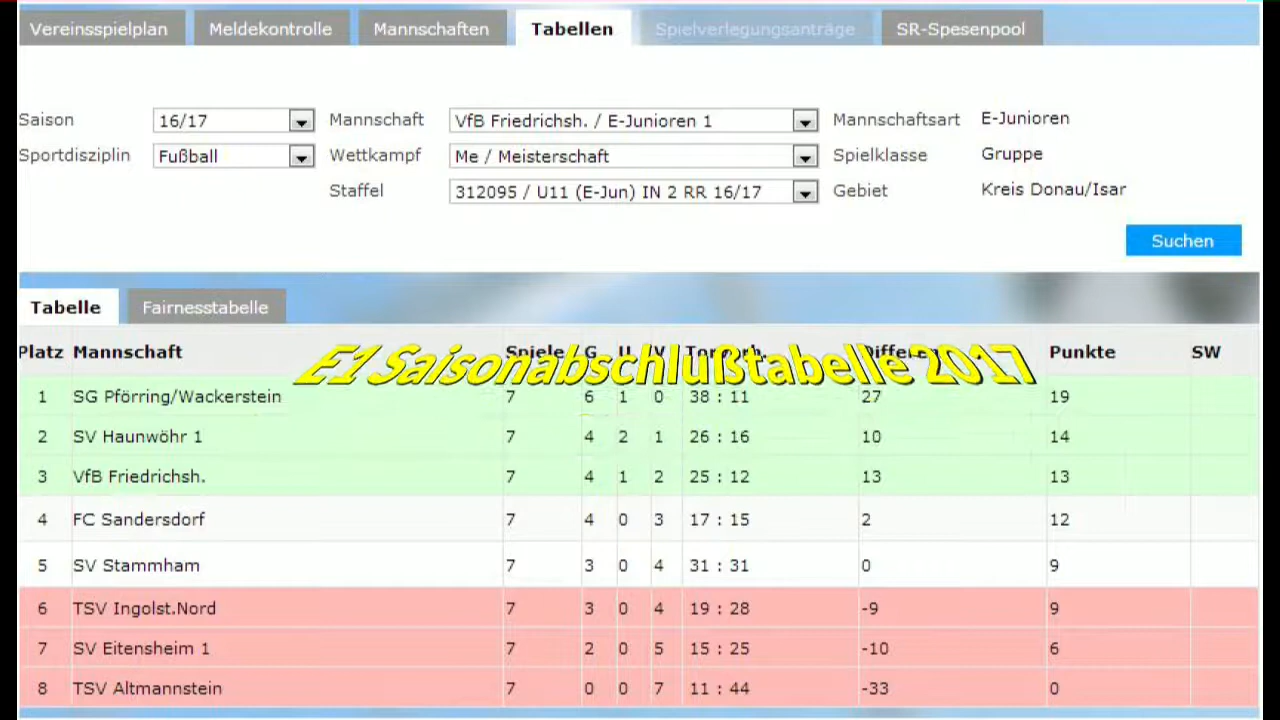 Vereinsspielplan Meldekontrolle Mannschaften Tabellen Spielverlegungsanträge SR-Spesenpool
Saison 16/17 Mannschaft VfB Friedrichsh. / E-Junioren 1 Mannschaftsart E-Junioren
Sportdisziplin Fußball Wettkampf Me / Meisterschaft Spielklasse Gruppe
Staffel 312095 / U11 (E-Jun) IN 2 RR 16/17 Gebiet Kreis Donau/Isar
Suchen
Tabelle Fairnesstabelle
Platz Mannschaft Spiele G U V Punkte SW
E1 Saisonabschlußtabelle 2017
1 SG Pförring/Wackerstein 7 6 1 0 38 : 11 27 19
2 SV Haunwöhr 1 7 4 2 1 26 : 16 10 14
3 VfB Friedrichsh. 7 4 1 2 25 : 12 13 13
4 FC Sandersdorf 7 4 0 3 17 : 15 2 12
5 SV Stammham 7 3 0 4 31 : 31 0 9
6 TSV Ingolst.Nord 7 3 0 4 19 : 28 -9 9
7 SV Eitensheim 1 7 2 0 5 15 : 25 -10 6
8 TSV Altmannstein 7 0 0 7 11 : 44 -33 0